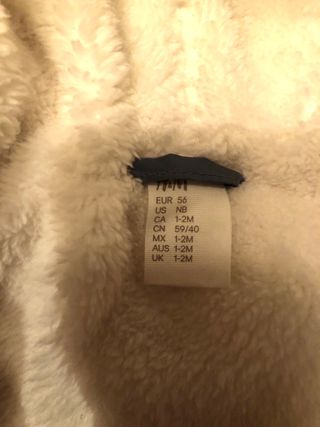 H&M
EUR 56
US NB
CA 1-2M
CN 59/40
MX 1-2M
AUS 1-2M
UK 1-2M